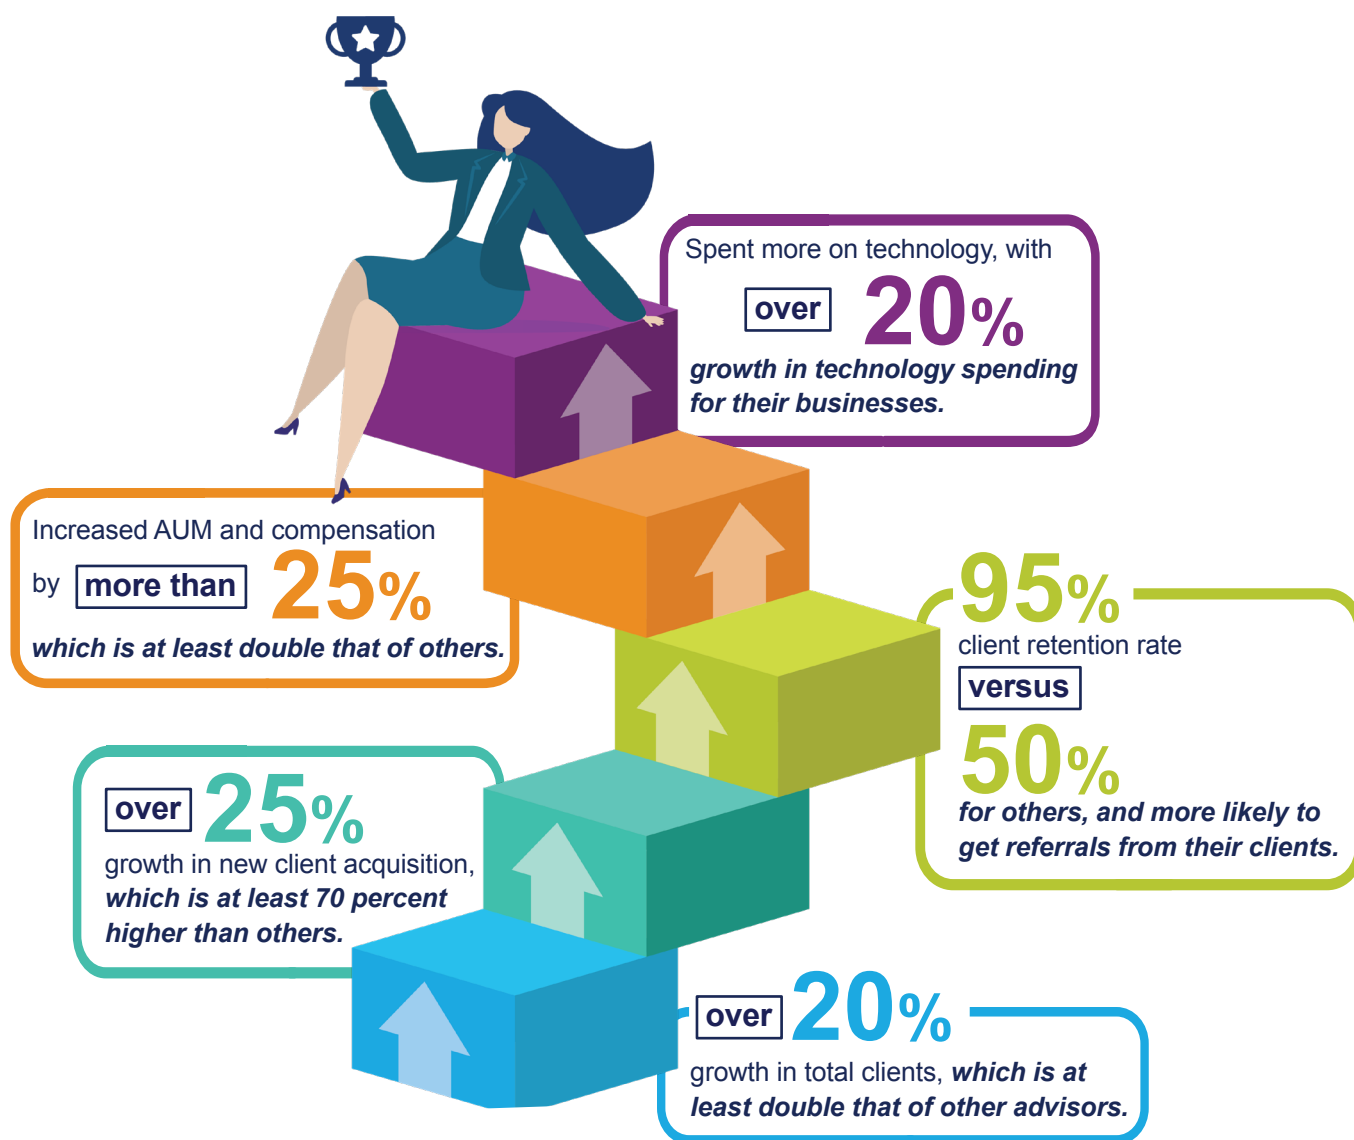 Spent more on technology, with
over 20%
growth in technology spending
for their businesses.
Increased AUM and compensation
by more than 25%
which is at least double that of others.
95%
client retention rate
versus
50%
for others, and more likely to
get referrals from their clients.
over 25%
growth in new client acquisition,
which is at least 70 percent
higher than others.
over 20%
growth in total clients, which is at
least double that of other advisors.